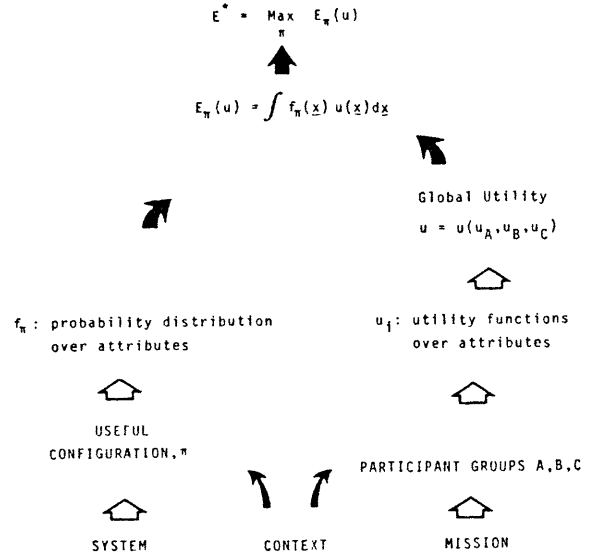 E* = Max E_π(u)
π
E_π(u) = ∫ f_π(x) u(x)dx
Global Utility
u = u(u_A,u_B,u_C)
f_π: probability distribution
over attributes
u_i: utility functions
over attributes
USEFUL
CONFIGURATION,π
PARTICIPANT GROUPS A,B,C
SYSTEM
CONTEXT
MISSION